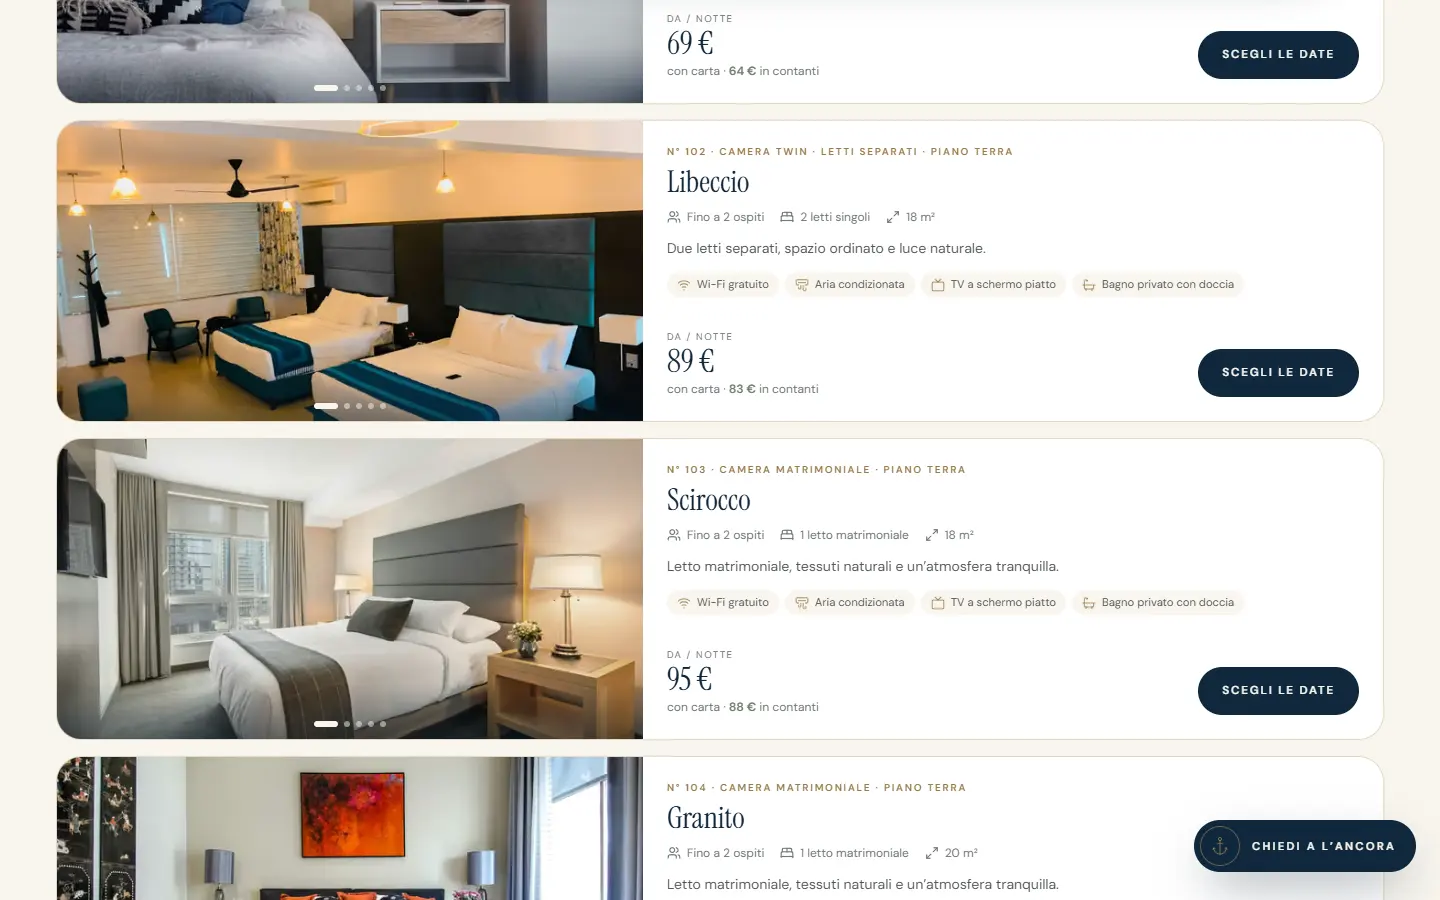 DA / NOTTE
69 €
con carta · 64 € in contanti
SCEGLI LE DATE
N° 102 · CAMERA TWIN · LETTI SEPARATI · PIANO TERRA
Libeccio
Fino a 2 ospiti 2 letti singoli 18 m²
Due letti separati, spazio ordinato e luce naturale.
Wi-Fi gratuito Aria condizionata TV a schermo piatto Bagno privato con doccia
DA / NOTTE
89 €
con carta · 83 € in contanti
SCEGLI LE DATE
N° 103 · CAMERA MATRIMONIALE · PIANO TERRA
Scirocco
Fino a 2 ospiti 1 letto matrimoniale 18 m²
Letto matrimoniale, tessuti naturali e un’atmosfera tranquilla.
Wi-Fi gratuito Aria condizionata TV a schermo piatto Bagno privato con doccia
DA / NOTTE
95 €
con carta · 88 € in contanti
SCEGLI LE DATE
N° 104 · CAMERA MATRIMONIALE · PIANO TERRA
Granito
Fino a 2 ospiti 1 letto matrimoniale 20 m²
Letto matrimoniale, tessuti naturali e un’atmosfera tranquilla.
CHIEDI A L’ANCORA